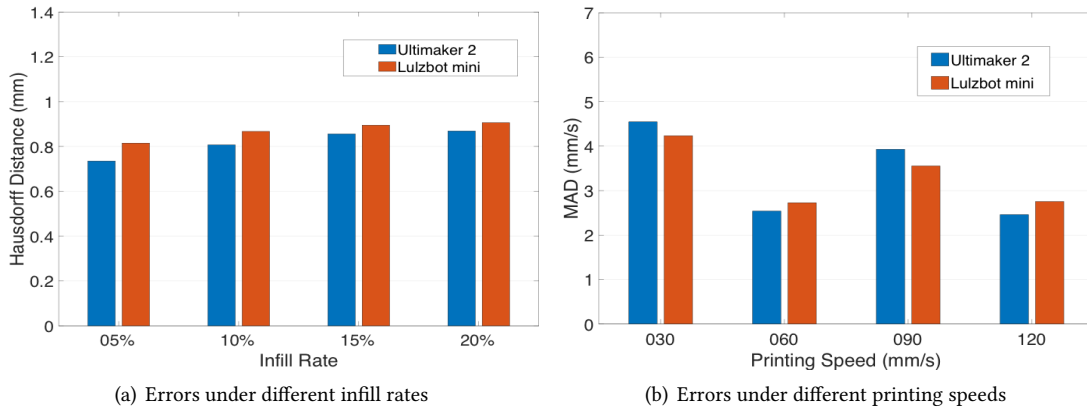 1.4
1.2
1
0.8
0.6
0.4
0.2
0
Hausdorff Distance (mm)
Ultimaker 2
Lulzbot mini
05% 10% 15% 20%
Infill Rate
(a) Errors under different infill rates
7
6
5
4
3
2
1
0
MAD (mm/s)
Ultimaker 2
Lulzbot mini
030 060 090 120
Printing Speed (mm/s)
(b) Errors under different printing speeds